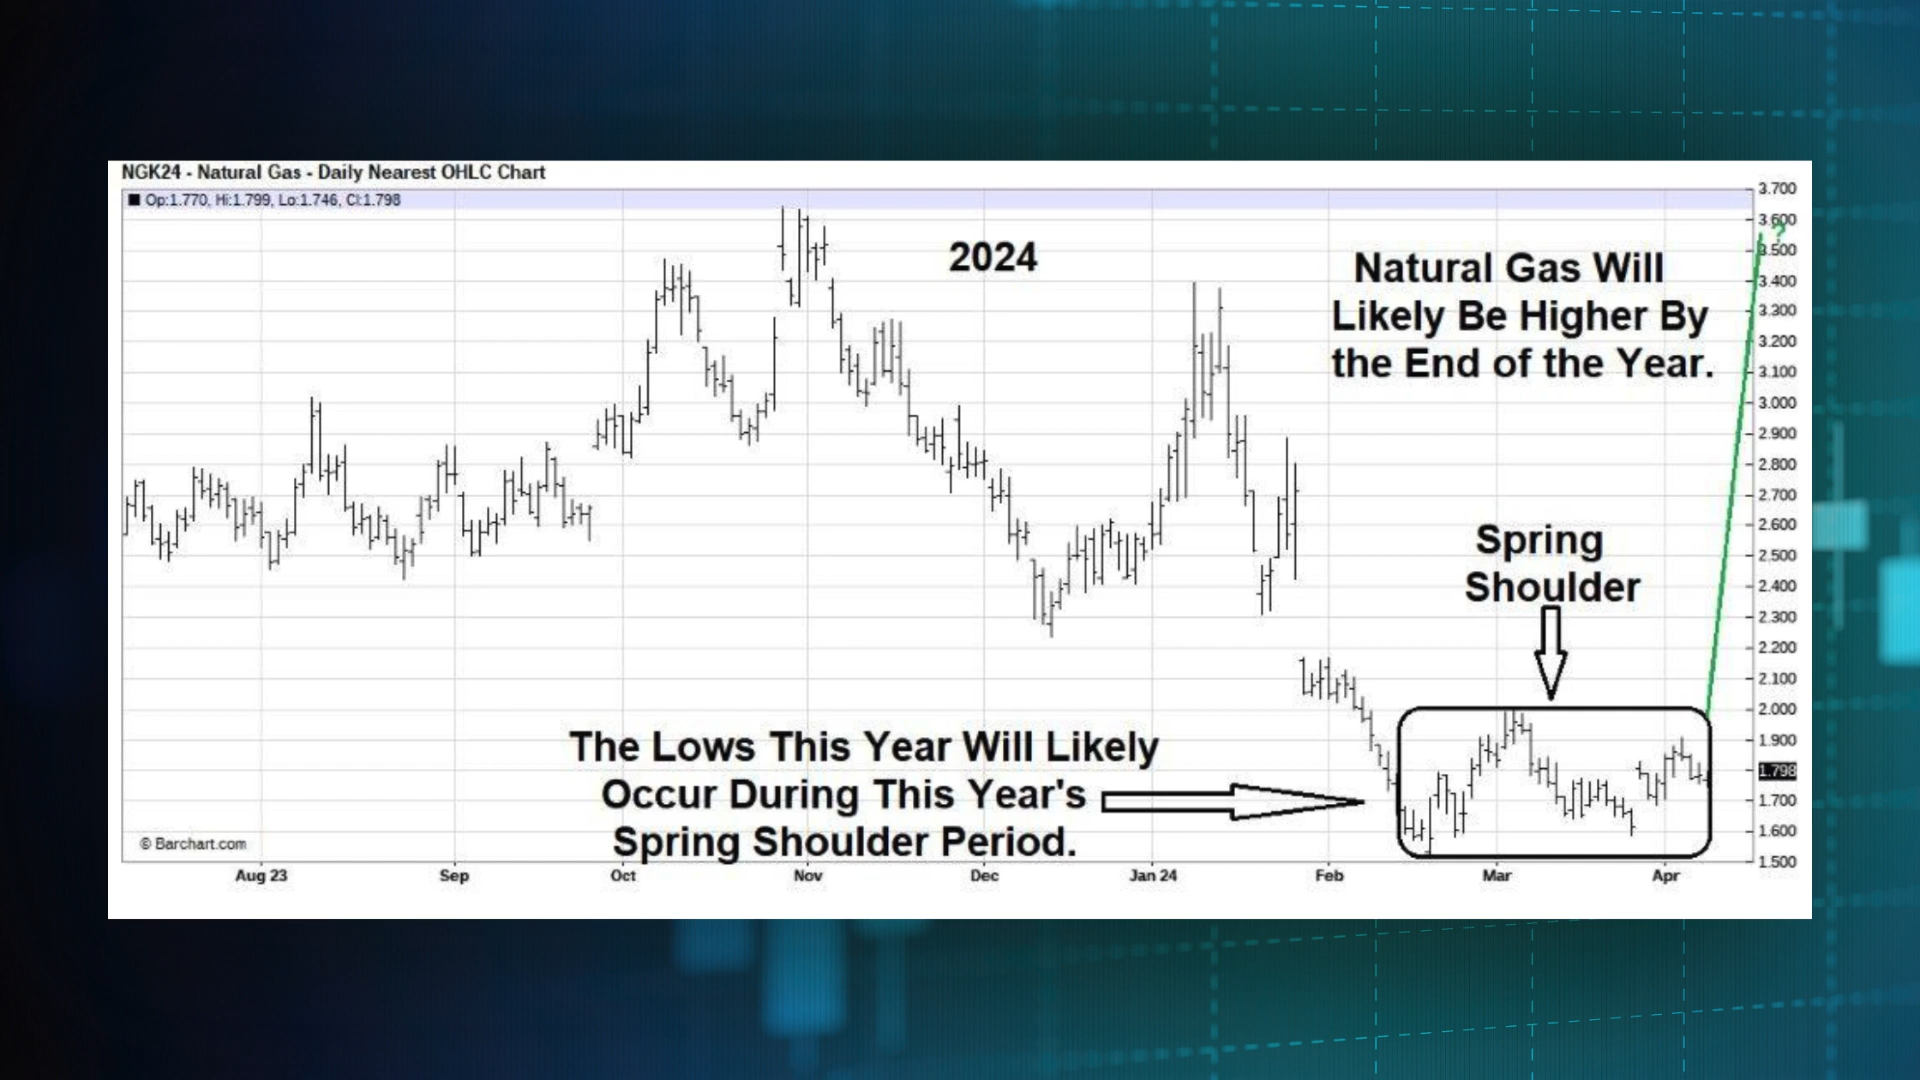 NGK24 - Natural Gas - Daily Nearest OHLC Chart
Op:1.770, Hi:1.799, Lo:1.746, Cl:1.798
2024
Natural Gas Will
Likely Be Higher By
the End of the Year.
Spring
Shoulder
The Lows This Year Will Likely
Occur During This Year's
Spring Shoulder Period.
© Barchart.com
?
3.700
3.600
3.500
3.400
3.300
3.200
3.100
3.000
2.900
2.800
2.700
2.600
2.500
2.400
2.300
2.200
2.100
2.000
1.900
1.798
1.700
1.600
1.500
Aug 23 Sep Oct Nov Dec Jan 24 Feb Mar Apr